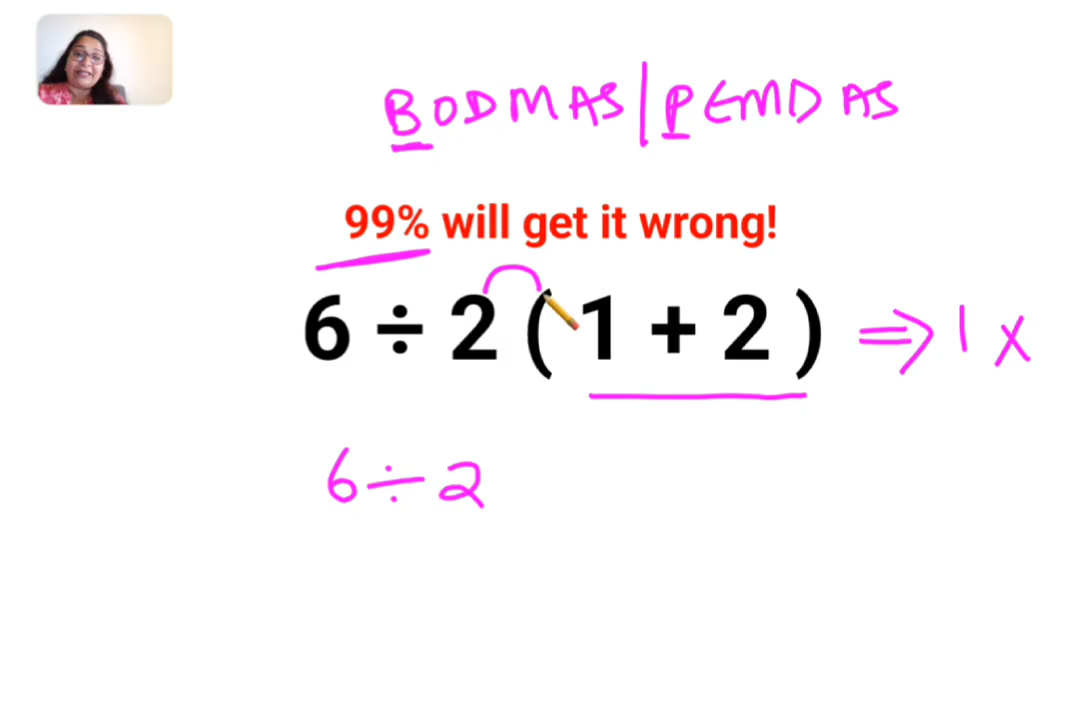 BODMAS|PEMDAS
99% will get it wrong!
6 ÷ 2 ( 1 + 2 ) ⇒ 1 ×
6 ÷ 2